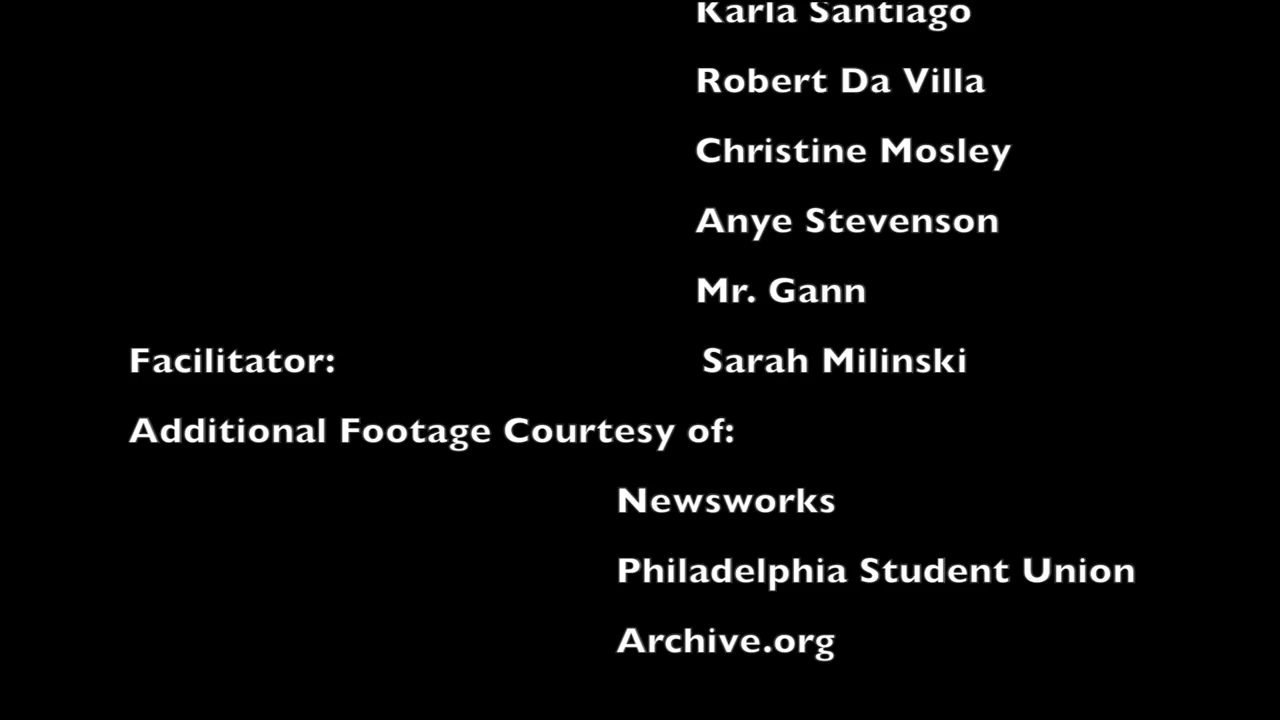 Karla Santiago
Robert Da Villa
Christine Mosley
Anye Stevenson
Mr. Gann
Facilitator: Sarah Milinski
Additional Footage Courtesy of:
Newsworks
Philadelphia Student Union
Archive.org